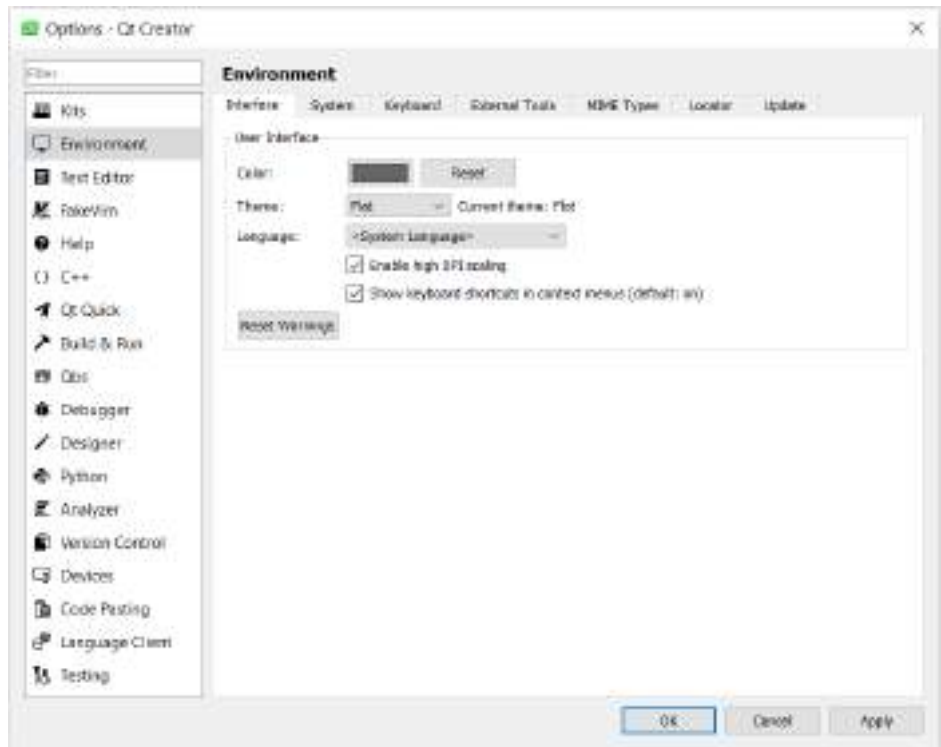 Options - Qt Creator
Filter
Kits
Environment
Text Editor
FakeVim
Help
{} C++
Qt Quick
Build & Run
Qbs
Debugger
Designer
Python
Analyzer
Version Control
Devices
Code Pasting
Language Client
Testing
Environment
Interface System Keyboard External Tools MIME Types Locator Update
User Interface
Color: Reset
Theme: Flat Current theme: Flat
Language: <System Language>
Enable high DPI scaling
Show keyboard shortcuts in context menus (default: on)
Reset Warnings
OK Cancel Apply